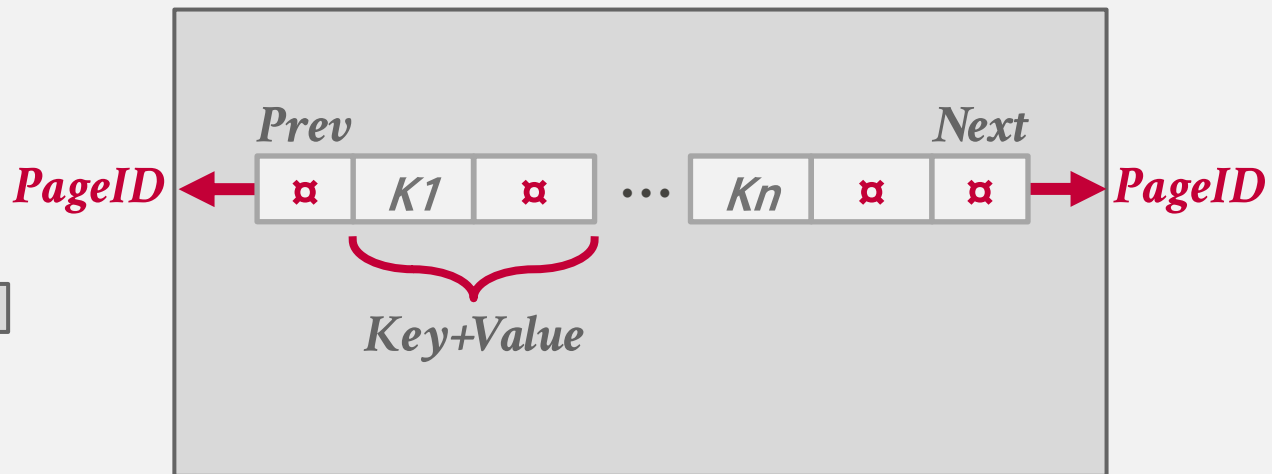 Prev Next
PageID ¤ K1 ¤ ... Kn ¤ ¤ PageID
Key+Value